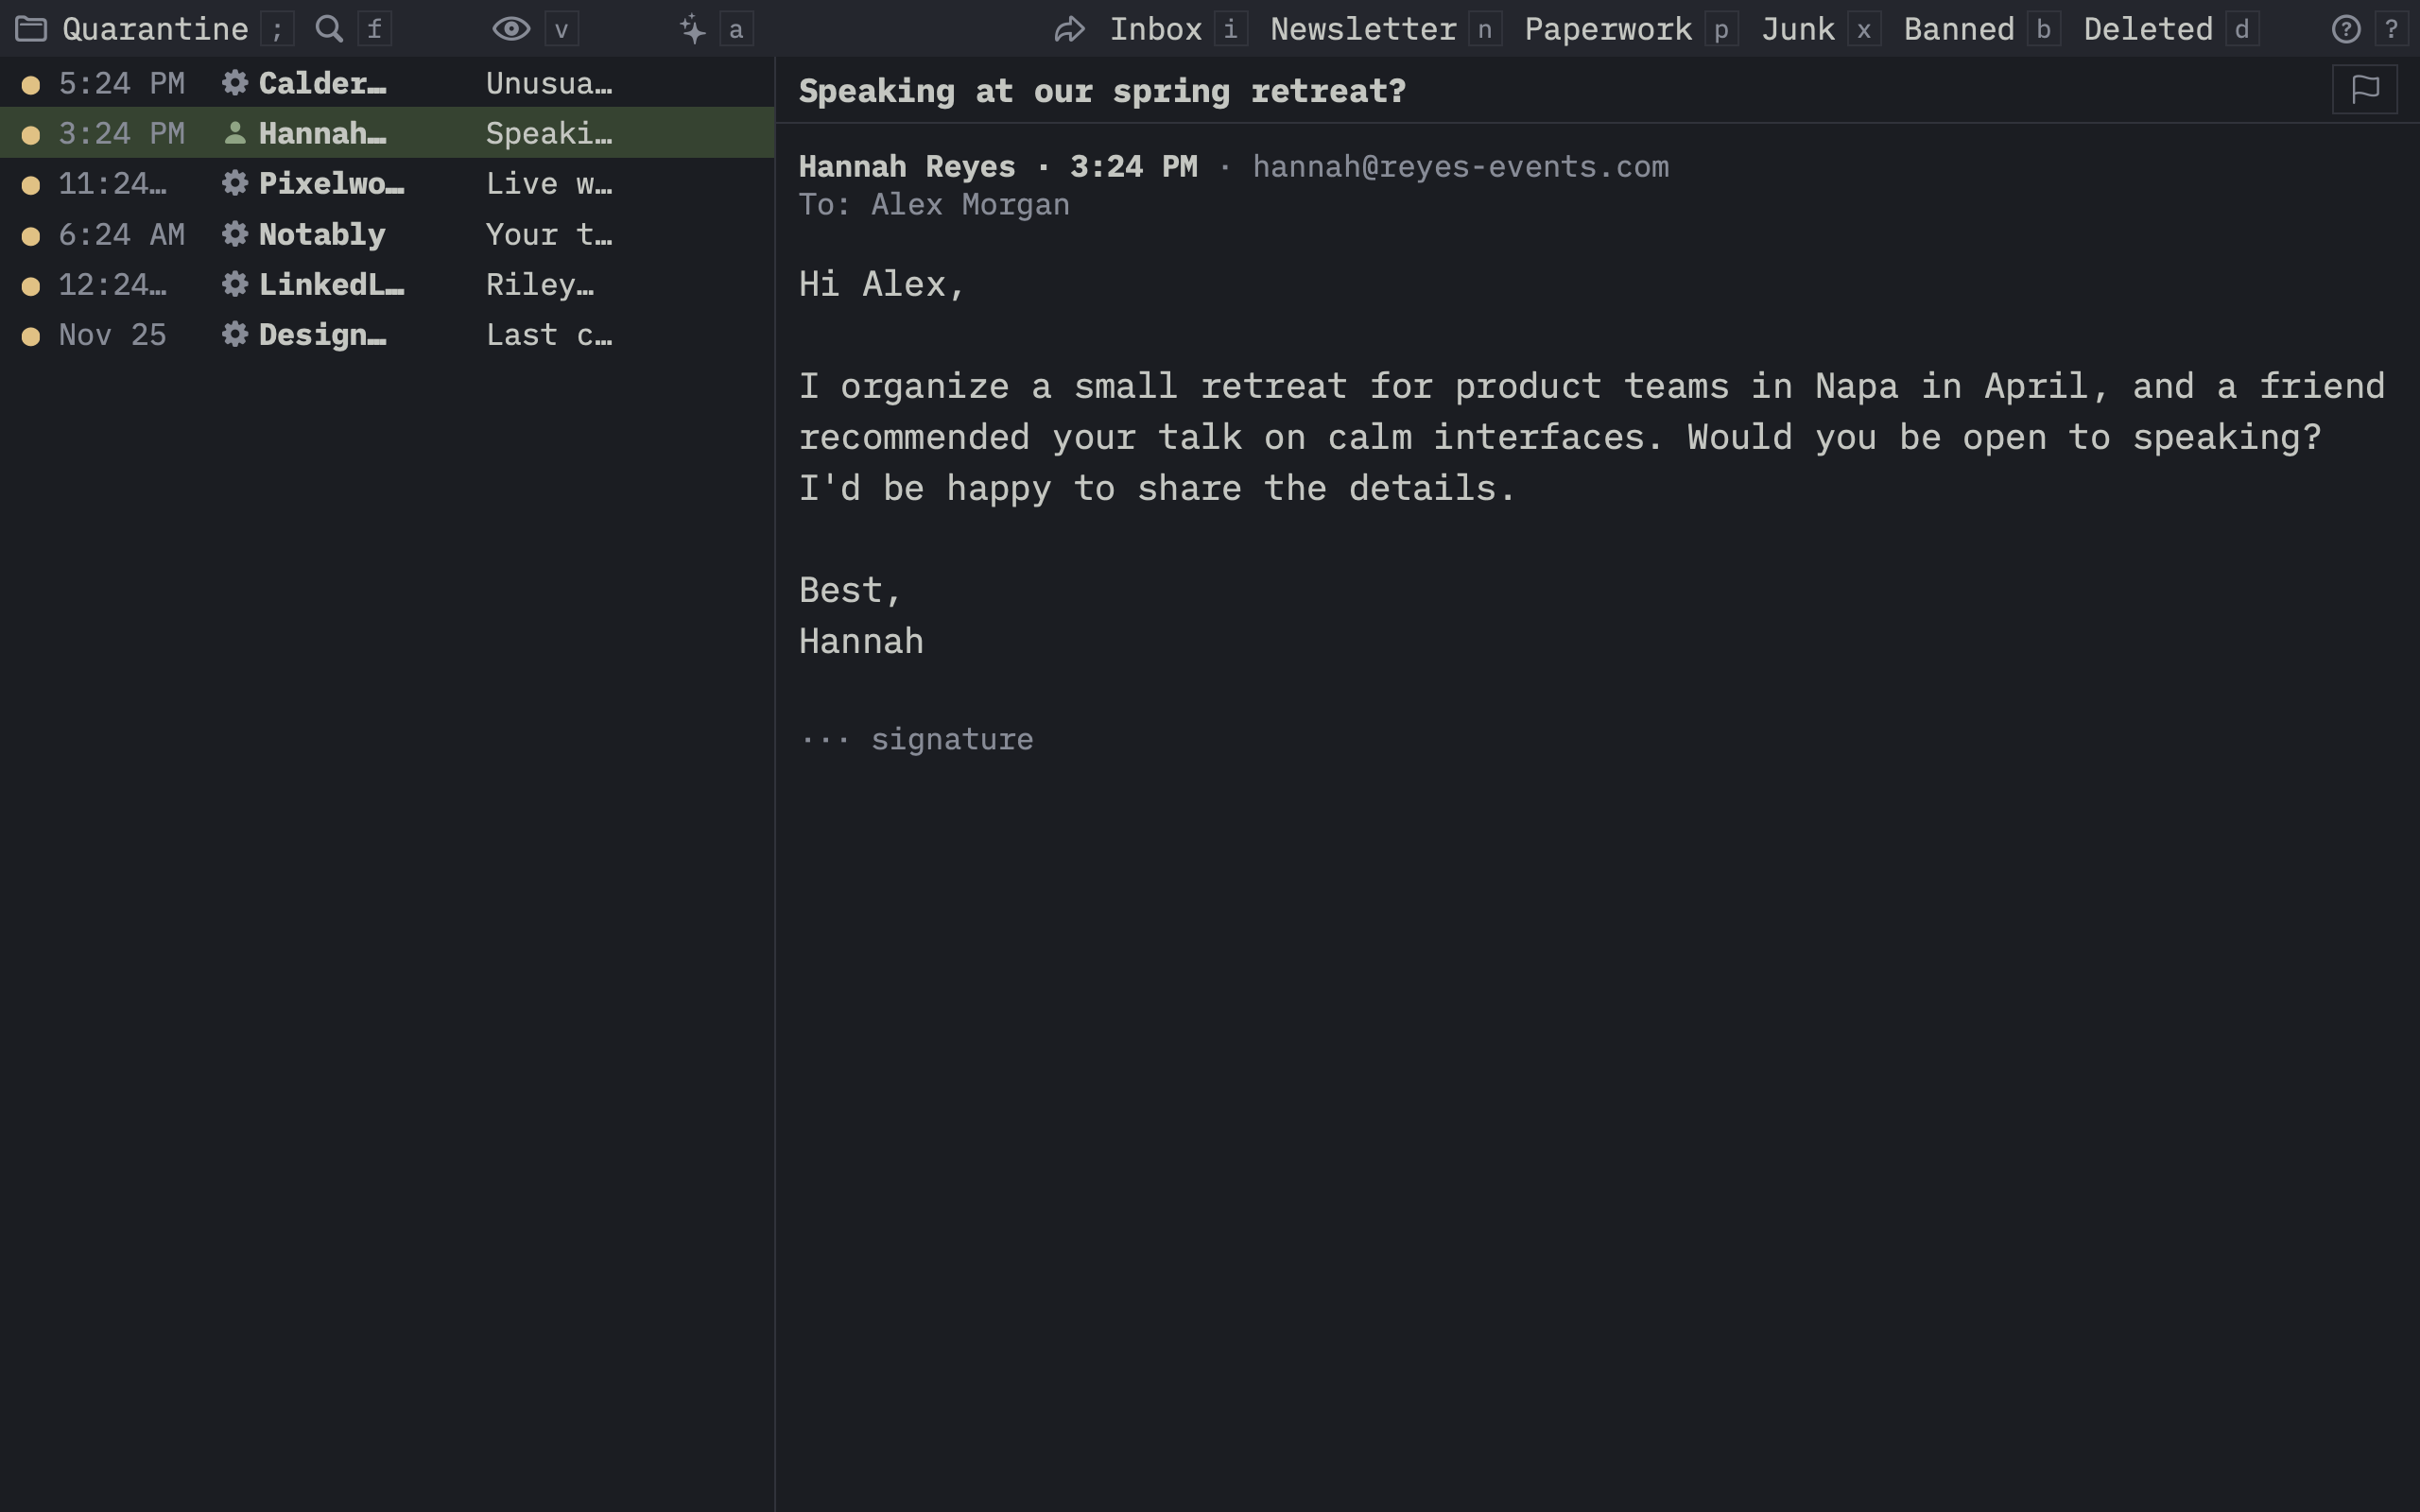 Quarantine ; f v a Inbox i Newsletter n Paperwork p Junk x Banned b Deleted d ? ?
5:24 PM Calder… Unusua…
3:24 PM Hannah… Speaki…
11:24… Pixelwo… Live w…
6:24 AM Notably Your t…
12:24… LinkedL… Riley…
Nov 25 Design… Last c…
Speaking at our spring retreat?
Hannah Reyes · 3:24 PM · hannah@reyes-events.com
To: Alex Morgan
Hi Alex,
I organize a small retreat for product teams in Napa in April, and a friend
recommended your talk on calm interfaces. Would you be open to speaking?
I'd be happy to share the details.
Best,
Hannah
··· signature